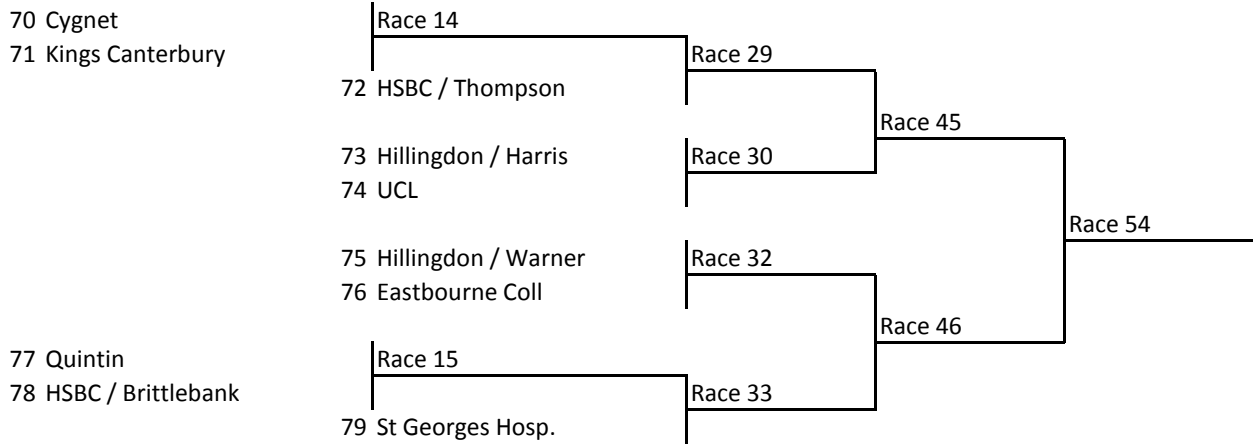 70 Cygnet
Race 14
71 Kings Canterbury
Race 29
72 HSBC / Thompson
Race 45
73 Hillingdon / Harris
Race 30
74 UCL
Race 54
75 Hillingdon / Warner
Race 32
76 Eastbourne Coll
Race 46
77 Quintin
Race 15
78 HSBC / Brittlebank
Race 33
79 St Georges Hosp.